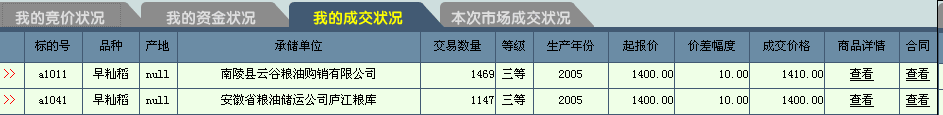 我的竞价状况 我的资金状况 我的成交状况 本次市场成交状况
标的号 品种 产地 承储单位 交易数量 等级 生产年份 起报价 价差幅度 成交价格 商品详情 合同
>> a1011 早籼稻 null 南陵县云谷粮油购销有限公司 1469 三等 2005 1400.00 10.00 1410.00 查看 查看
>> a1041 早籼稻 null 安徽省粮油储运公司庐江粮库 1147 三等 2005 1400.00 10.00 1400.00 查看 查看